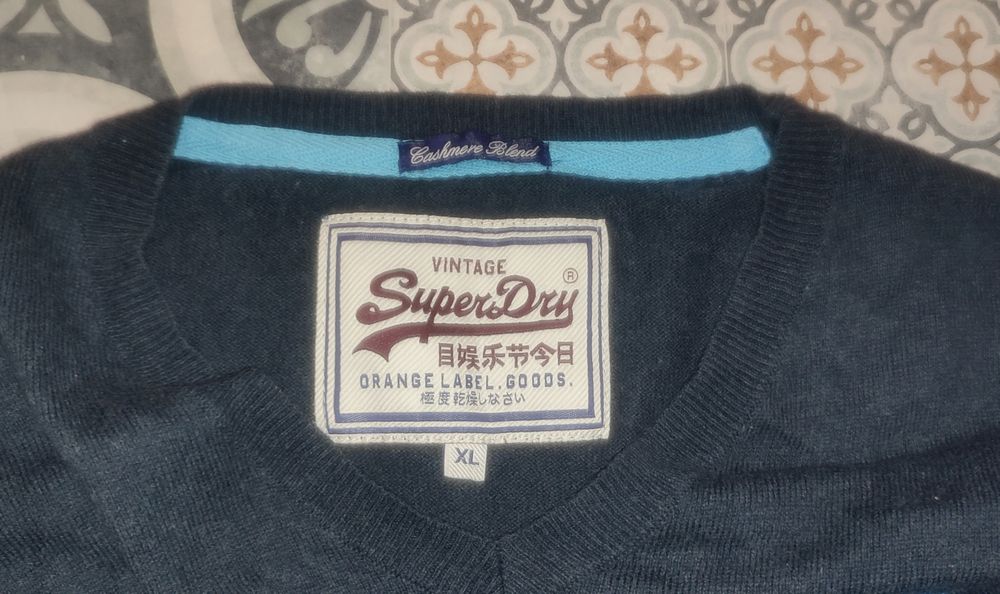 Cashmere Blend
VINTAGE
SuperDry ®
目娱乐节今日
ORANGE LABEL. GOODS.
極度乾燥しなさい
XL